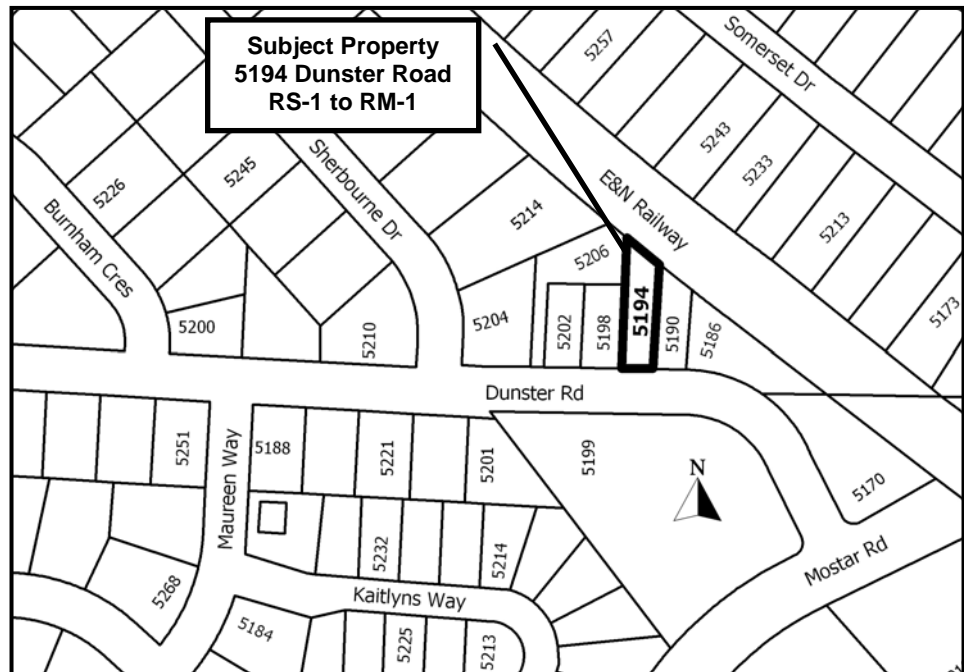 Subject Property
5194 Dunster Road
RS-1 to RM-1
5257
Somerset Dr
5243
5233
5213
5173
E&N Railway
5226
5245
Sherbourne Dr
5214
Burnham Cres
5206
5200
5210
5204
5202
5198
5194
5190
5186
Dunster Rd
5251
Maureen Way
5188
5221
5201
5199
N
5170
Mostar Rd
5232
5214
5268
Kaitlyns Way
5184
5225
5213